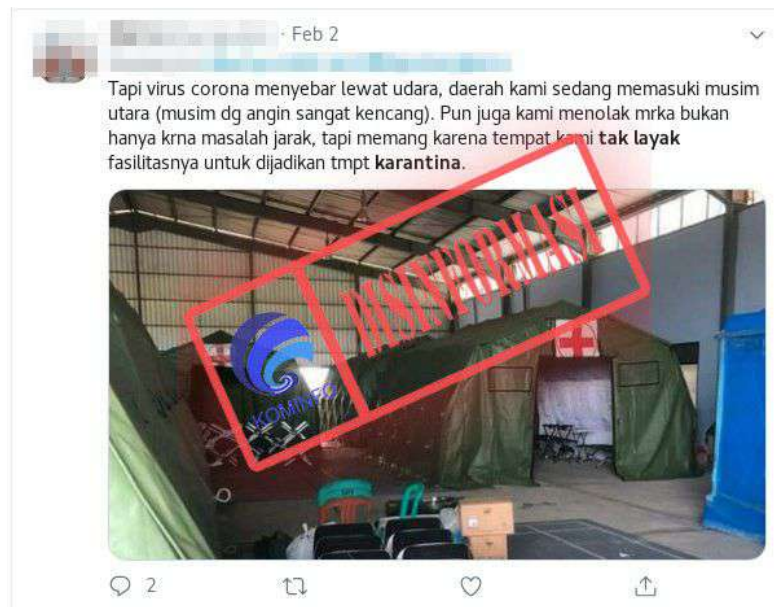 · Feb 2
Tapi virus corona menyebar lewat udara, daerah kami sedang memasuki musim
utara (musim dg angin sangat kencang). Pun juga kami menolak mrka bukan
hanya krna masalah jarak, tapi memang karena tempat kami tak layak
fasilitasnya untuk dijadikan tmpt karantina.
DISINFORMASI
KOMINFO
2